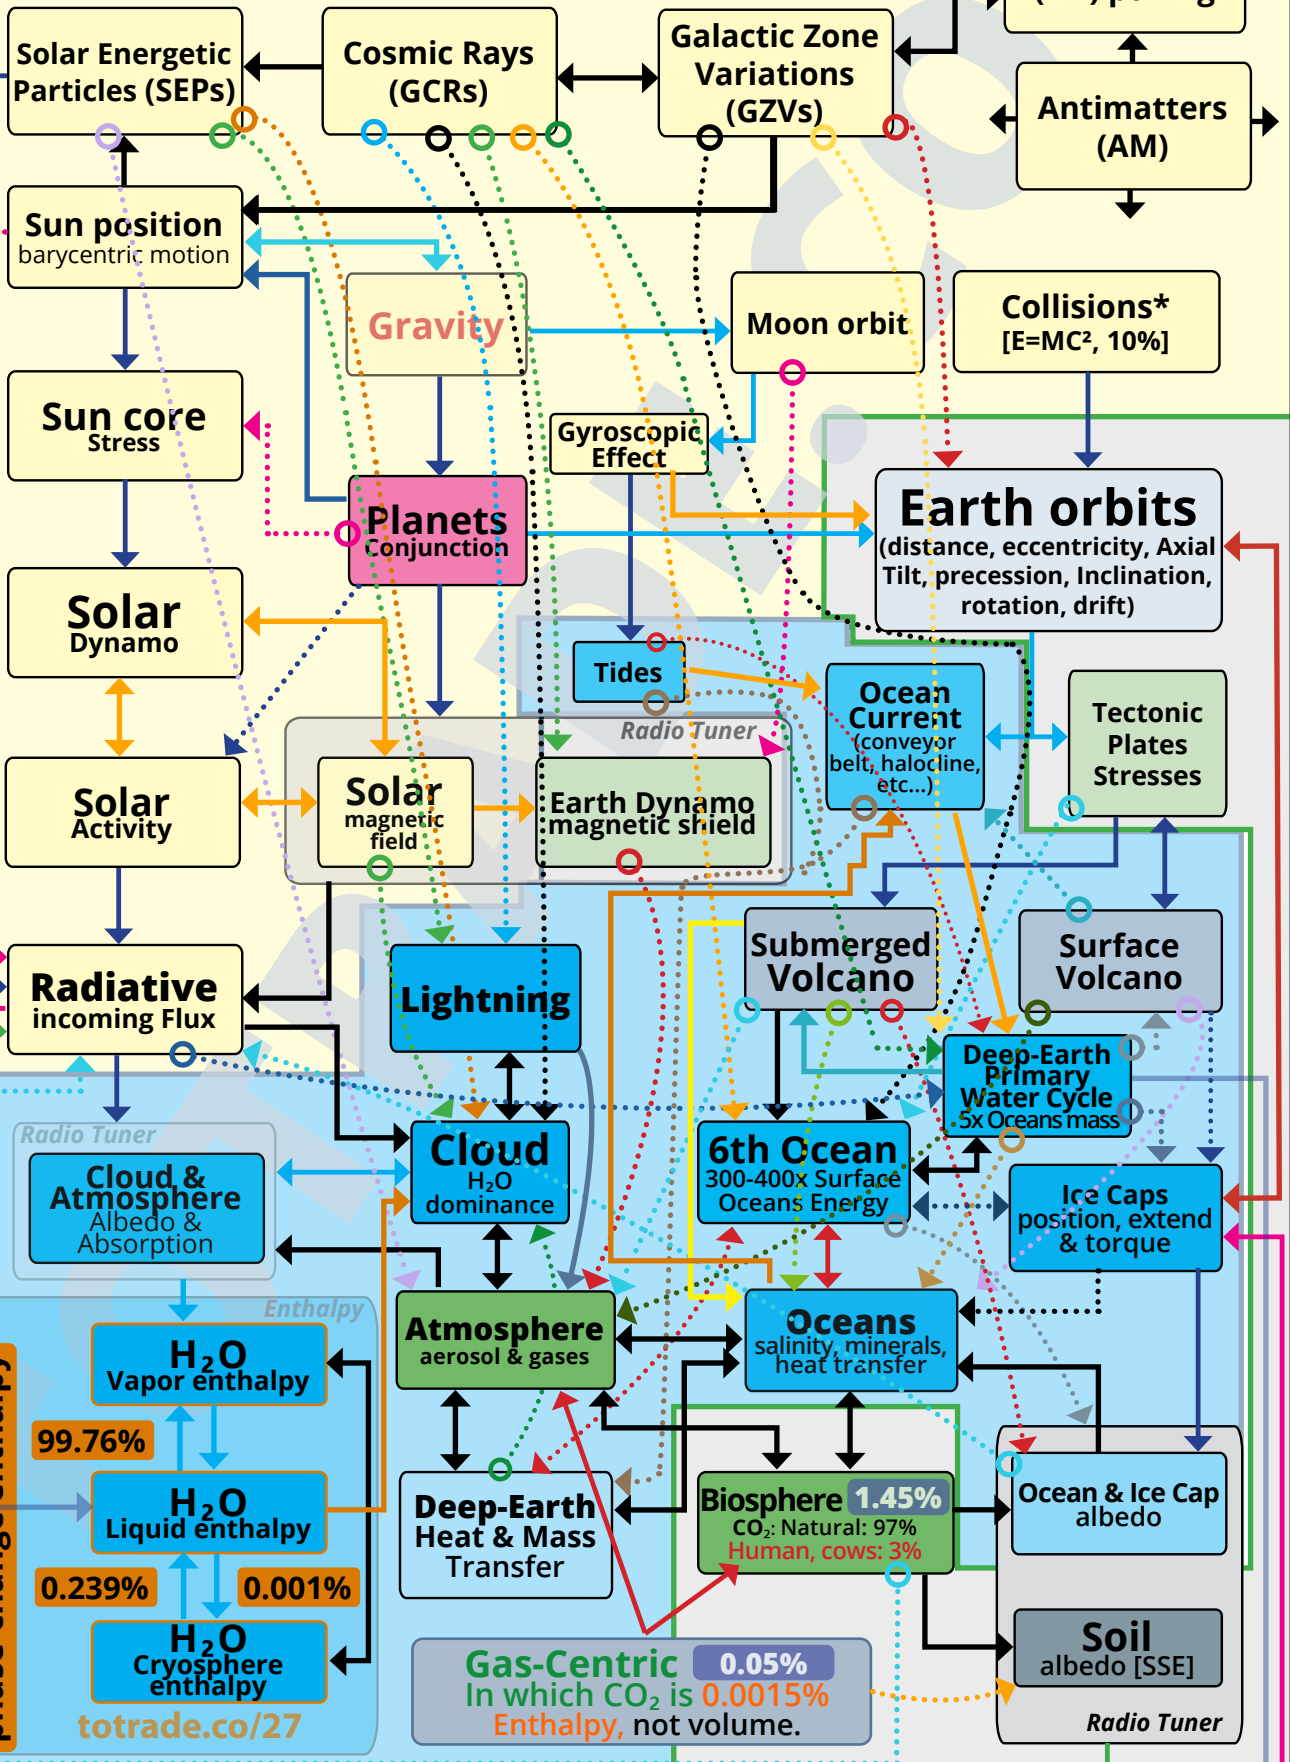 Solar Energetic
Particles (SEPs)
Cosmic Rays
(GCRs)
Galactic Zone
Variations
(GZVs)
Antimatters
(AM)
Sun position
barycentric motion
Gravity
Moon orbit
Collisions*
[E=MC², 10%]
Sun core
Stress
Gyroscopic
Effect
Planets
Conjunction
Earth orbits
(distance, eccentricity, Axial
Tilt, precession, Inclination,
rotation, drift)
Solar
Dynamo
Tides
Ocean
Current
(conveyor
belt, halocline,
etc...)
Tectonic
Plates
Stresses
Radio Tuner
Solar
Activity
Solar
magnetic
field
Earth Dynamo
magnetic shield
Radiative
incoming Flux
Lightning
Submerged
Volcano
Surface
Volcano
Deep-Earth
Primary
Water Cycle
5x Oceans mass
Radio Tuner
Cloud &
Atmosphere
Albedo &
Absorption
Cloud
H₂O
dominance
6th Ocean
300-400x Surface
Oceans Energy
Ice Caps
position, extend
& torque
Enthalpy
H₂O
Vapor enthalpy
Atmosphere
aerosol & gases
Oceans
salinity, minerals,
heat transfer
99.76%
H₂O
Liquid enthalpy
Deep-Earth
Heat & Mass
Transfer
Biosphere 1.45%
CO₂: Natural: 97%
Human, cows: 3%
Ocean & Ice Cap
albedo
0.239%
0.001%
H₂O
Cryosphere
enthalpy
totrade.co/27
Gas-Centric 0.05%
In which CO₂ is 0.0015%
Enthalpy, not volume.
Soil
albedo [SSE]
Radio Tuner